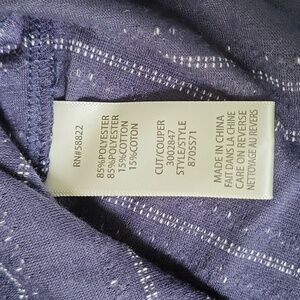 RN#58822
85%POLYESTER
85%POLYESTER
15%COTTON
15%COTON
CUT/COUPER
3002847
STYLE/STYLE
8705571
MADE IN CHINA
FAIT DANS LA CHINE
CARE ON REVERSE
NETTOYAGE AU REVERS